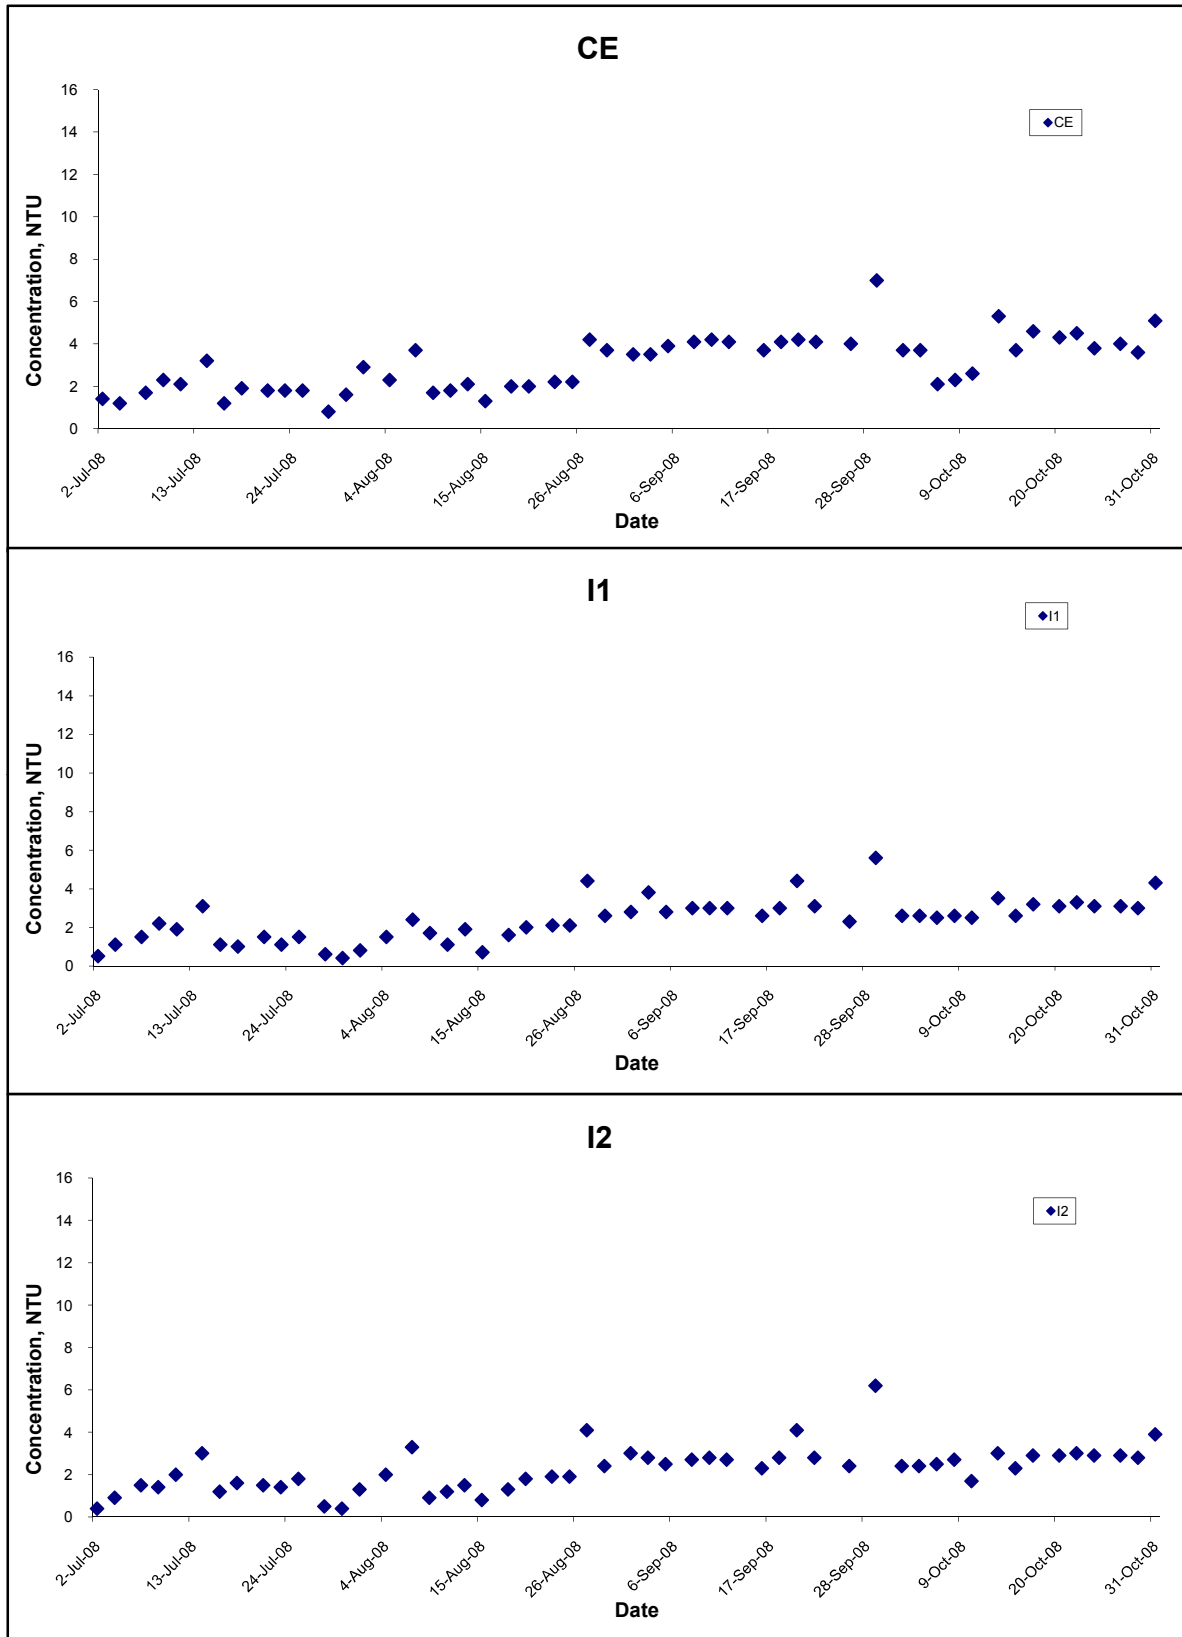 CE
16
14
12
10
8
6
4
2
0
Concentration, NTU
CE
2-Jul-08
13-Jul-08
24-Jul-08
4-Aug-08
15-Aug-08
26-Aug-08
6-Sep-08
17-Sep-08
28-Sep-08
9-Oct-08
20-Oct-08
31-Oct-08
Date
I1
I1
16
14
12
10
8
6
4
2
0
Concentration, NTU
2-Jul-08
13-Jul-08
24-Jul-08
4-Aug-08
15-Aug-08
26-Aug-08
6-Sep-08
17-Sep-08
28-Sep-08
9-Oct-08
20-Oct-08
31-Oct-08
Date
I2
16
14
12
10
8
6
4
2
0
Concentration, NTU
I2
2-Jul-08
13-Jul-08
24-Jul-08
4-Aug-08
15-Aug-08
26-Aug-08
6-Sep-08
17-Sep-08
28-Sep-08
9-Oct-08
20-Oct-08
31-Oct-08
Date